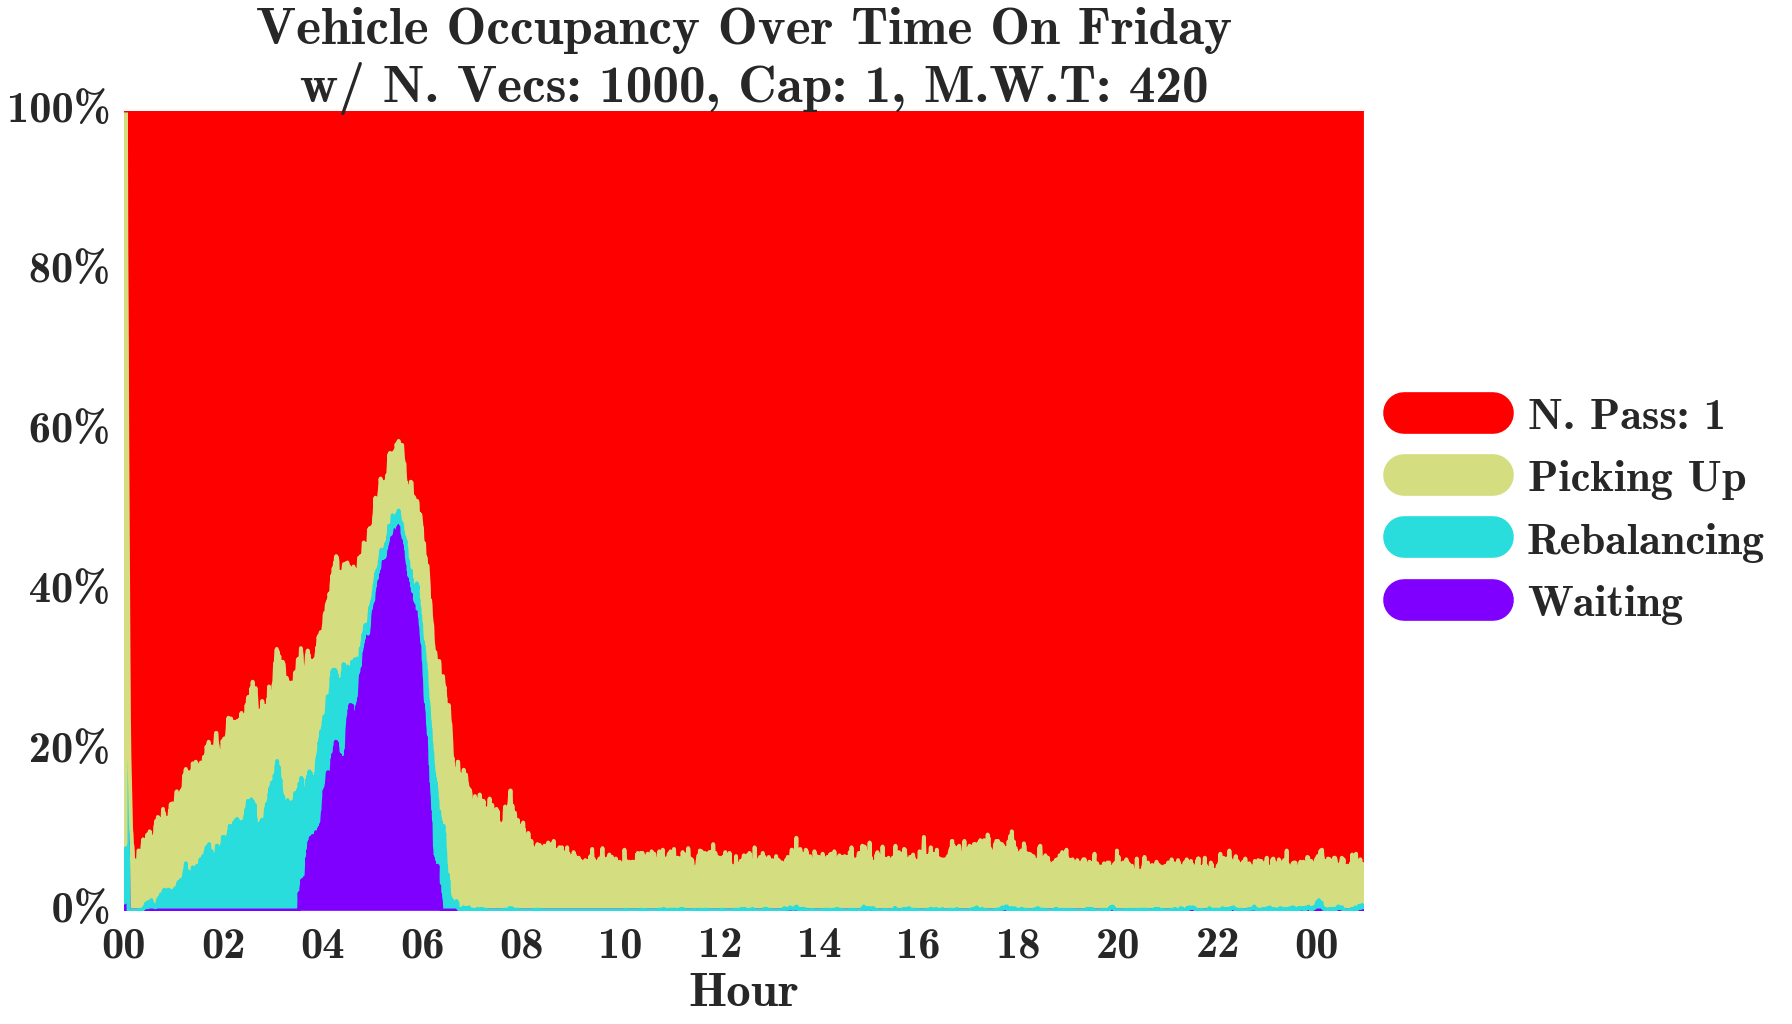 Vehicle Occupancy Over Time On Friday
w/ N. Vecs: 1000, Cap: 1, M.W.T: 420
100%
80%
60%
40%
20%
0%
00 02 04 06 08 10 12 14 16 18 20 22 00
Hour
N. Pass: 1
Picking Up
Rebalancing
Waiting